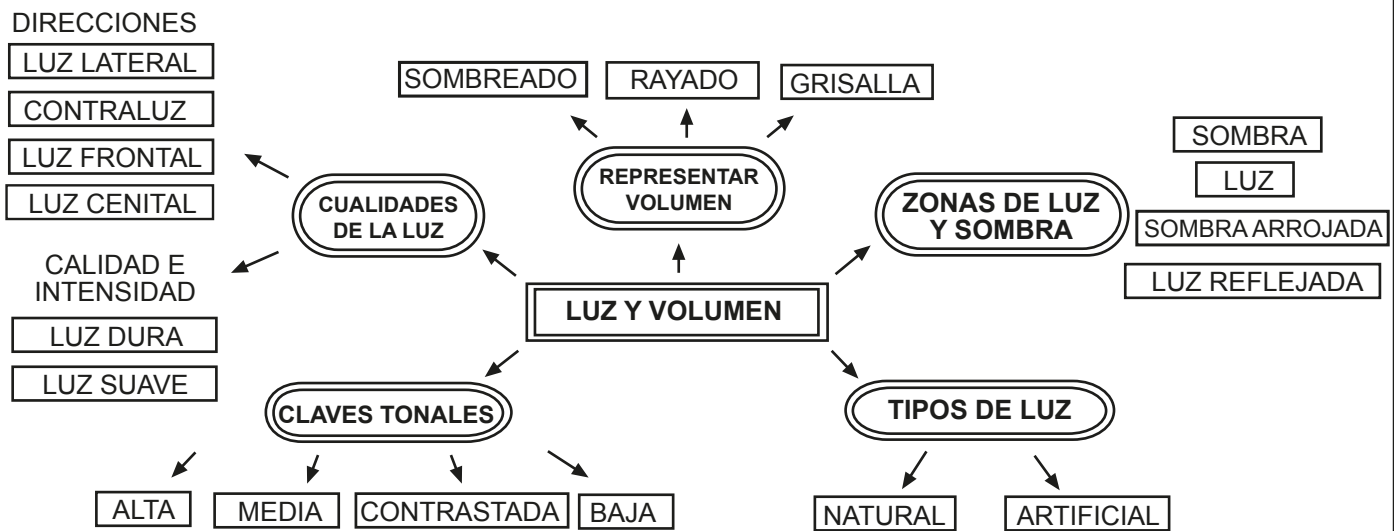 DIRECCIONES
LUZ LATERAL
CONTRALUZ
LUZ FRONTAL
LUZ CENITAL
CALIDAD E
INTENSIDAD
LUZ DURA
LUZ SUAVE
CUALIDADES
DE LA LUZ
SOMBREADO
RAYADO
GRISALLA
REPRESENTAR
VOLUMEN
ZONAS DE LUZ
Y SOMBRA
SOMBRA
LUZ
SOMBRA ARROJADA
LUZ REFLEJADA
LUZ Y VOLUMEN
CLAVES TONALES
ALTA
MEDIA
CONTRASTADA
BAJA
TIPOS DE LUZ
NATURAL
ARTIFICIAL